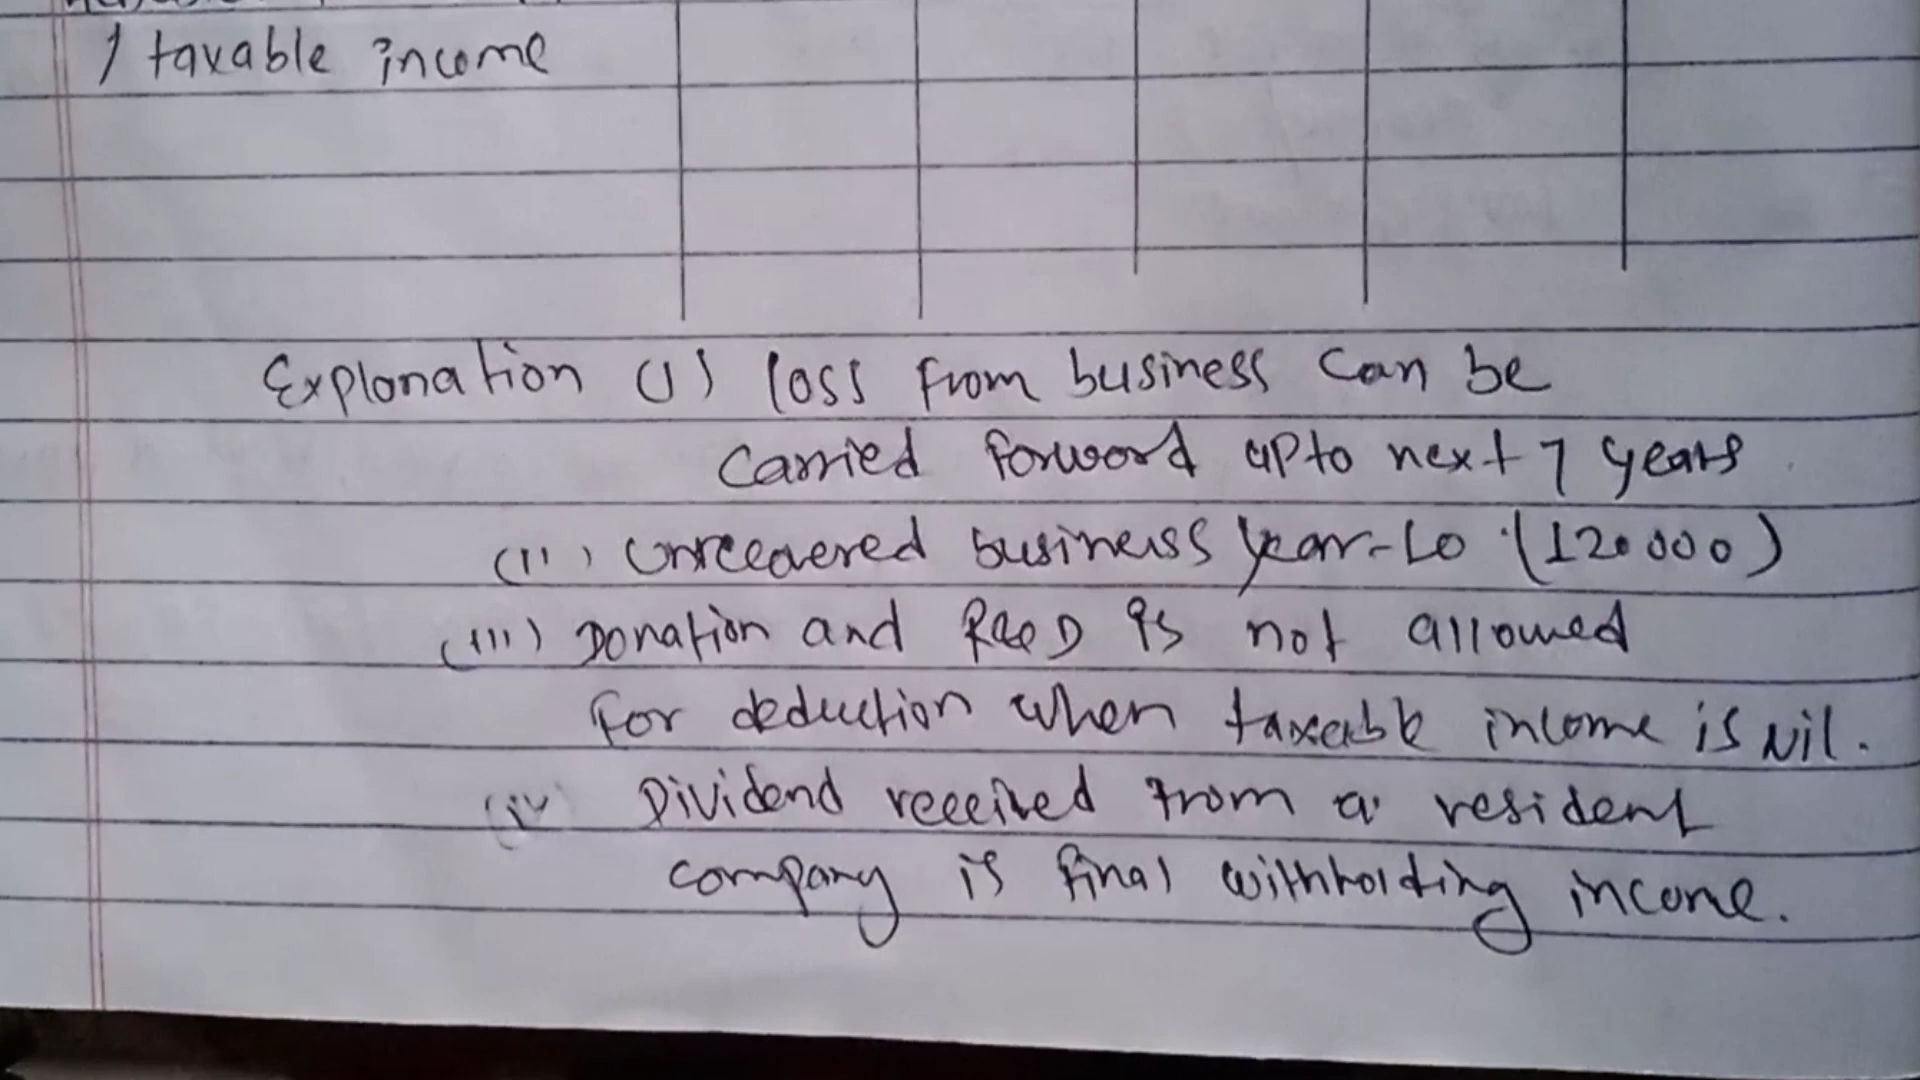 / taxable income
Explanation (1) loss from business can be
carried forword upto next 7 years
(ii) Unrecovered business year-Lo (120000)
(iii) Donation and R&D is not allowed
for deduction when taxable income is Nil.
(iv) Dividend received from a resident
company is final withholding income.